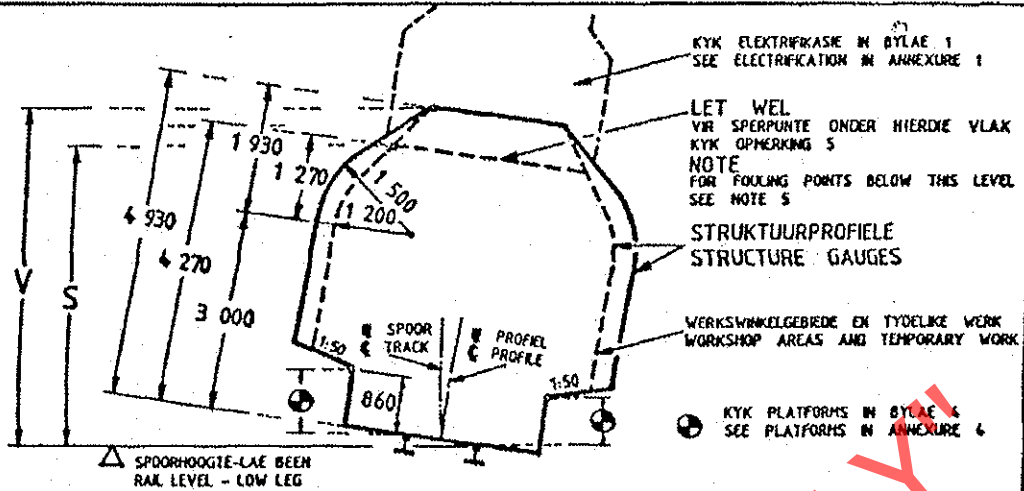 KYK ELEKTRIFIKASIE IN BYLAE 1
SEE ELECTRIFICATION IN ANNEXURE 1
LET WEL
VIR SPERPUNTE ONDER HIERDIE VLAK
KYK OPMERKING 5
NOTE
FOR FOULING POINTS BELOW THIS LEVEL
SEE NOTE 5
STRUKTUURPROFIELE
STRUCTURE GAUGES
1 930
1 270
1 500
1 200
4 930
4 270
3 000
V
S
SPOOR
TRACK
PROFIEL
PROFILE
1:50
1:50
860
WERKSWINKELGEBIEDE EN TYDELIKE WERK
WORKSHOP AREAS AND TEMPORARY WORK
KYK PLATFORMS IN BYLAE 4
SEE PLATFORMS IN ANNEXURE 4
SPOORHOOGTE-LAE BEEN
RAIL LEVEL - LOW LEG
Y"